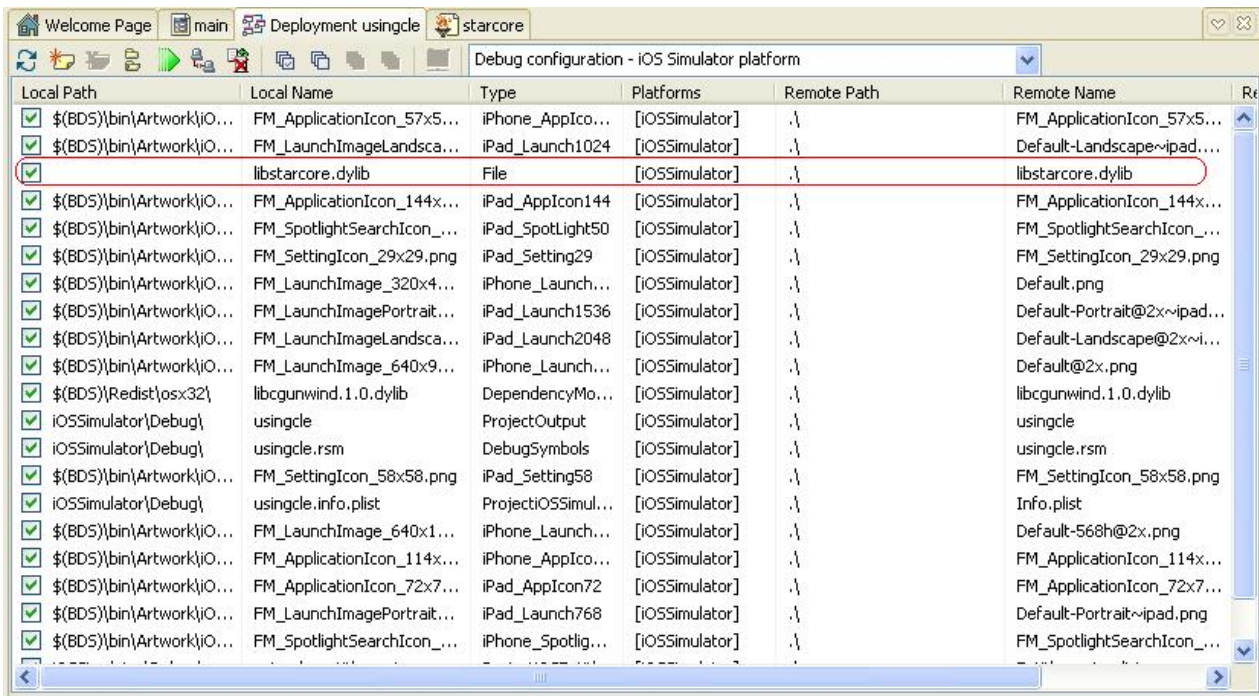 Welcome Page main Deployment usingcle starcore
Debug configuration - iOS Simulator platform
Local Path Local Name Type Platforms Remote Path Remote Name Re
$(BDS)\bin\Artwork\iO... FM_ApplicationIcon_57x5... iPhone_AppIco... [iOSSimulator] .\ FM_ApplicationIcon_57x5...
$(BDS)\bin\Artwork\iO... FM_LaunchImageLandsca... iPad_Launch1024 [iOSSimulator] .\ Default-Landscape~ipad....
libstarcore.dylib File [iOSSimulator] .\ libstarcore.dylib
$(BDS)\bin\Artwork\iO... FM_ApplicationIcon_144x... iPad_AppIcon144 [iOSSimulator] .\ FM_ApplicationIcon_144x...
$(BDS)\bin\Artwork\iO... FM_SpotlightSearchIcon_... iPad_SpotLight50 [iOSSimulator] .\ FM_SpotlightSearchIcon_...
$(BDS)\bin\Artwork\iO... FM_SettingIcon_29x29.png iPad_Setting29 [iOSSimulator] .\ FM_SettingIcon_29x29.png
$(BDS)\bin\Artwork\iO... FM_LaunchImage_320x4... iPhone_Launch... [iOSSimulator] .\ Default.png
$(BDS)\bin\Artwork\iO... FM_LaunchImagePortrait... iPad_Launch1536 [iOSSimulator] .\ Default-Portrait@2x~ipad...
$(BDS)\bin\Artwork\iO... FM_LaunchImageLandsca... iPad_Launch2048 [iOSSimulator] .\ Default-Landscape@2x~i...
$(BDS)\bin\Artwork\iO... FM_LaunchImage_640x9... iPhone_Launch... [iOSSimulator] .\ Default@2x.png
$(BDS)\Redist\osx32\ libcgunwind.1.0.dylib DependencyMo... [iOSSimulator] .\ libcgunwind.1.0.dylib
iOSSimulator\Debug\ usingcle ProjectOutput [iOSSimulator] .\ usingcle
iOSSimulator\Debug\ usingcle.rsm DebugSymbols [iOSSimulator] .\ usingcle.rsm
$(BDS)\bin\Artwork\iO... FM_SettingIcon_58x58.png iPad_Setting58 [iOSSimulator] .\ FM_SettingIcon_58x58.png
iOSSimulator\Debug\ usingcle.info.plist ProjectiOSSimul... [iOSSimulator] .\ Info.plist
$(BDS)\bin\Artwork\iO... FM_LaunchImage_640x1... iPhone_Launch... [iOSSimulator] .\ Default-568h@2x.png
$(BDS)\bin\Artwork\iO... FM_ApplicationIcon_114x... iPhone_AppIco... [iOSSimulator] .\ FM_ApplicationIcon_114x...
$(BDS)\bin\Artwork\iO... FM_ApplicationIcon_72x7... iPad_AppIcon72 [iOSSimulator] .\ FM_ApplicationIcon_72x7...
$(BDS)\bin\Artwork\iO... FM_LaunchImagePortrait... iPad_Launch768 [iOSSimulator] .\ Default-Portrait~ipad.png
$(BDS)\bin\Artwork\iO... FM_SpotlightSearchIcon_... iPhone_Spotlig... [iOSSimulator] .\ FM_SpotlightSearchIcon_...